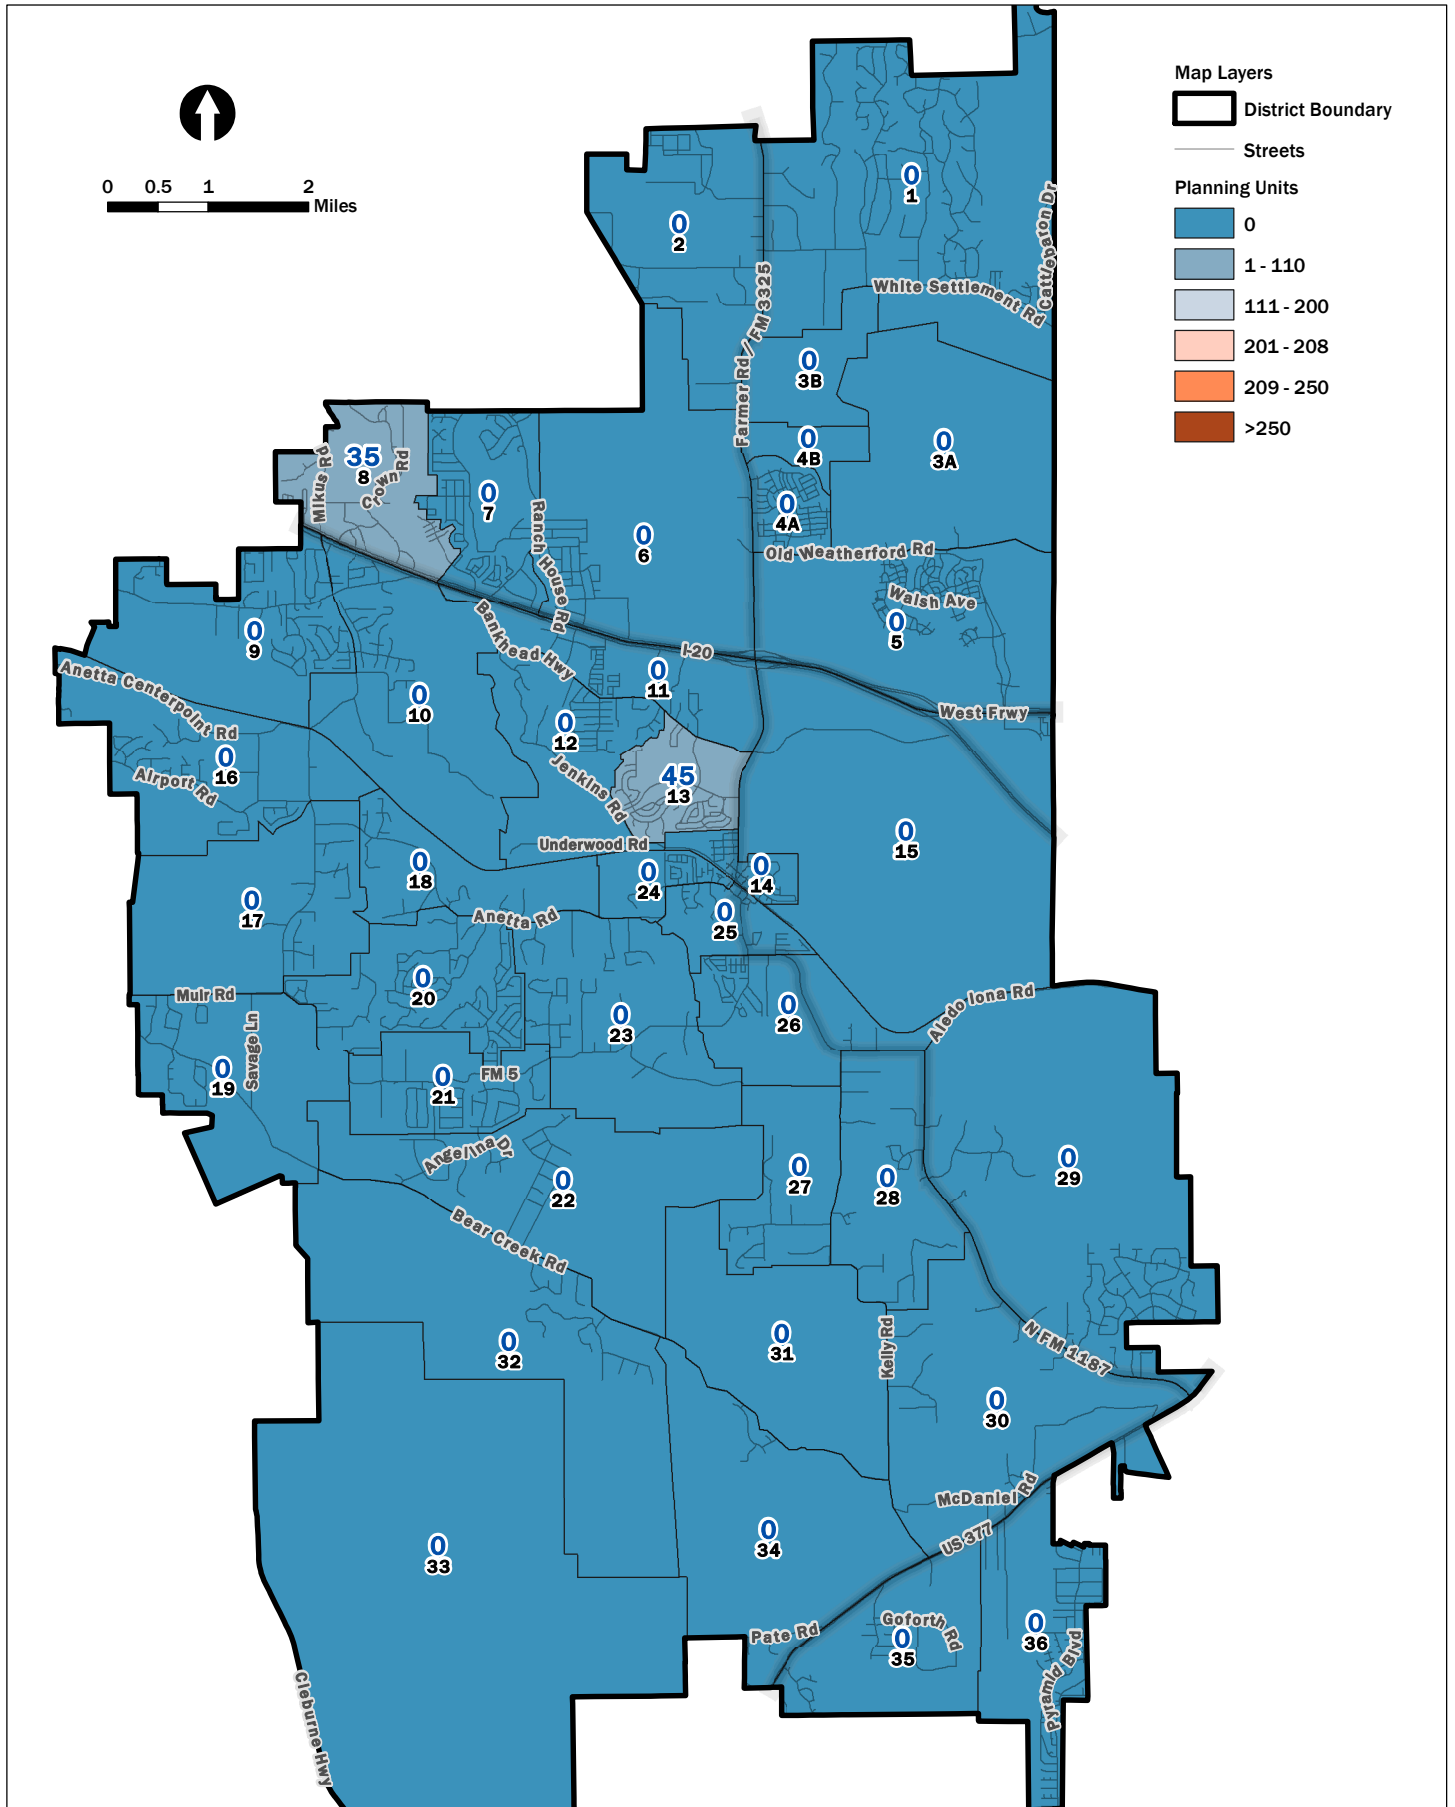 0 0.5 1 2
Miles
Map Layers
District Boundary
Streets
Planning Units
0
1 - 110
111 - 200
201 - 208
209 - 250
>250
0
1
0
2
Cattlebaron Dr
White Settlement Rd
Farmer Rd / FM 3325
0
3B
0
4B
0
3A
0
4A
35
8
Mikus Rd
Crown Rd
0
7
Ranch House Rd
0
6
Old Weatherford Rd
Walsh Ave
0
5
0
9
Bankhead Hwy
I-20
0
11
West Frwy
Anetta Centerpoint Rd
0
10
0
12
0
16
Airport Rd
Jenkins Rd
45
13
Underwood Rd
0
15
0
18
0
24
0
14
0
17
Anetta Rd
0
25
0
20
Muir Rd
0
26
Aledo Iona Rd
0
23
Savage Ln
0
19
0
21
FM 5
Angelina Dr
0
22
0
27
0
28
0
29
Bear Creek Rd
0
32
0
31
Kelly Rd
N FM 1187
0
30
McDaniel Rd
US 377
0
33
0
34
Pate Rd
Goforth Rd
0
35
0
36
Pyramid Blvd
Cleburne Hwy